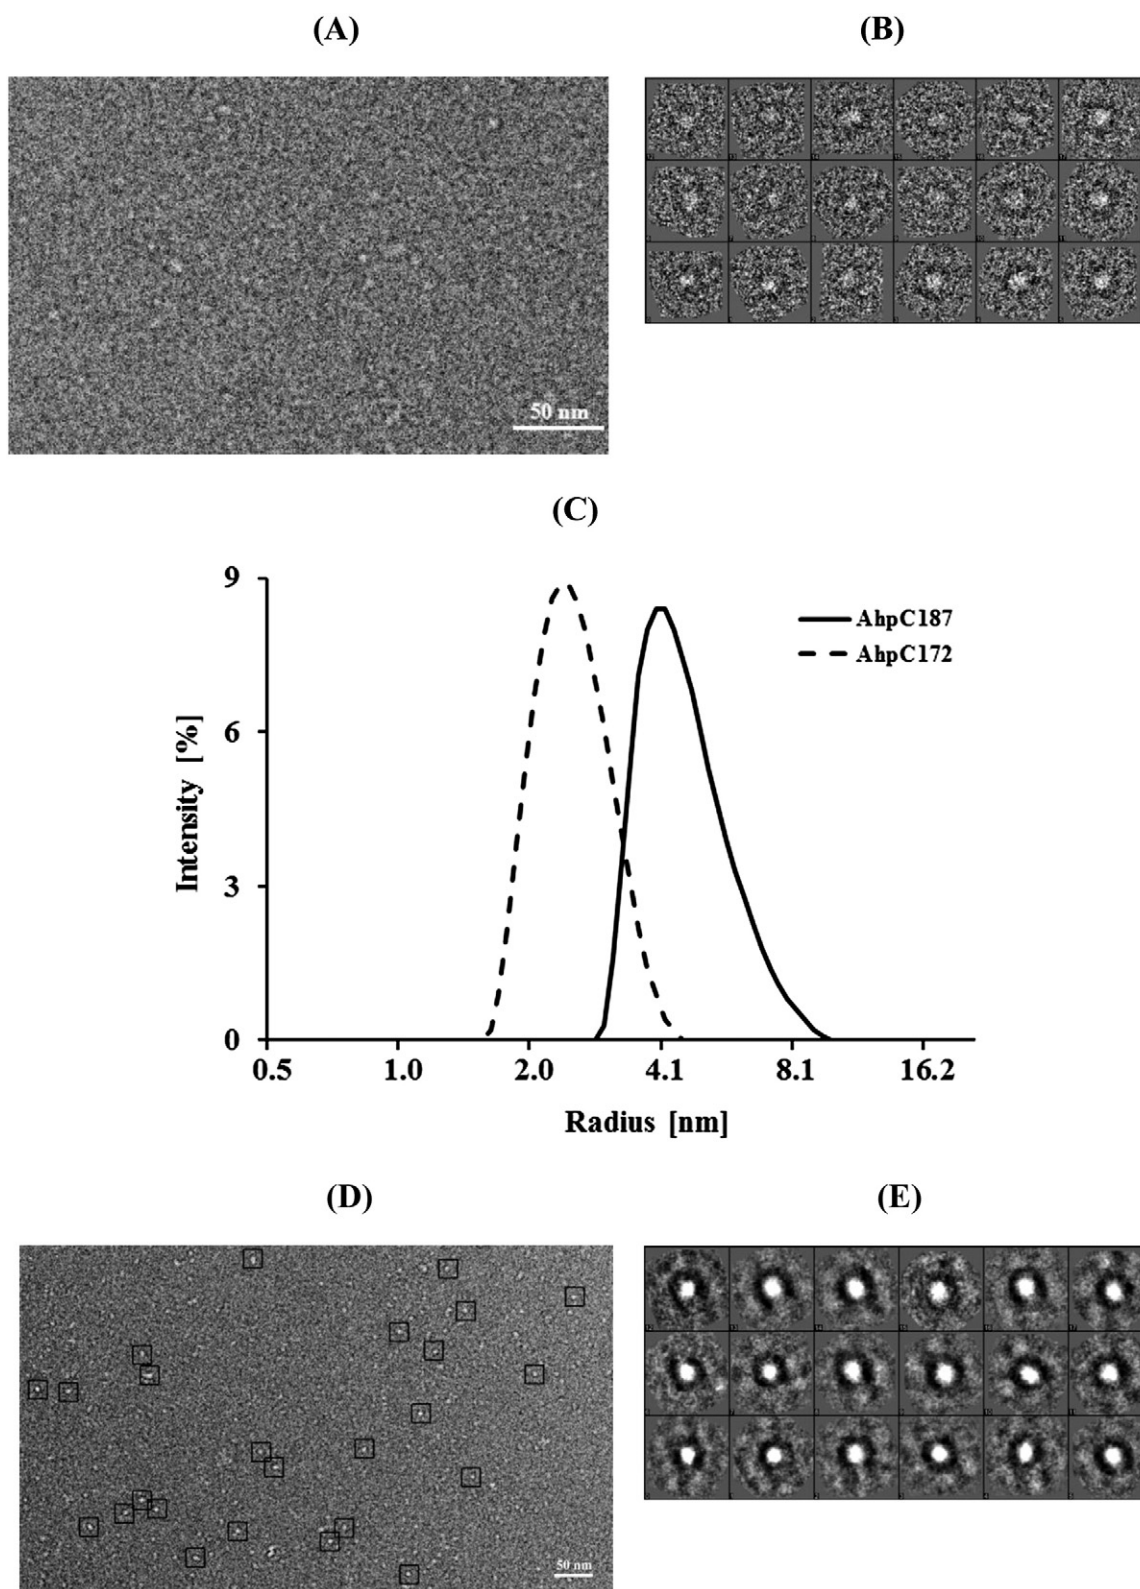 (A)
(B)
50 nm
(C)
9
6
3
0
Intensity [%]
AhpC187
AhpC172
0.5 1.0 2.0 4.1 8.1 16.2
Radius [nm]
(D)
(E)
50 nm